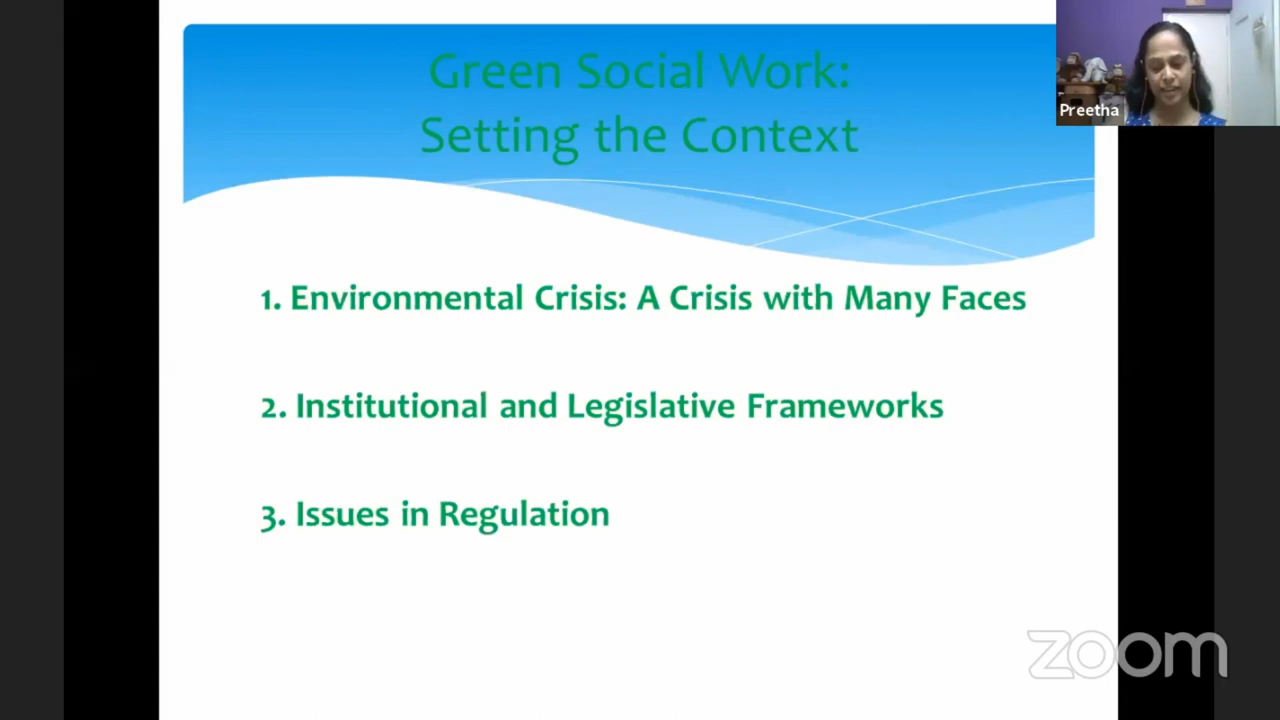 Green Social Work:
Setting the Context
Preetha
1. Environmental Crisis: A Crisis with Many Faces
2. Institutional and Legislative Frameworks
3. Issues in Regulation
zoom